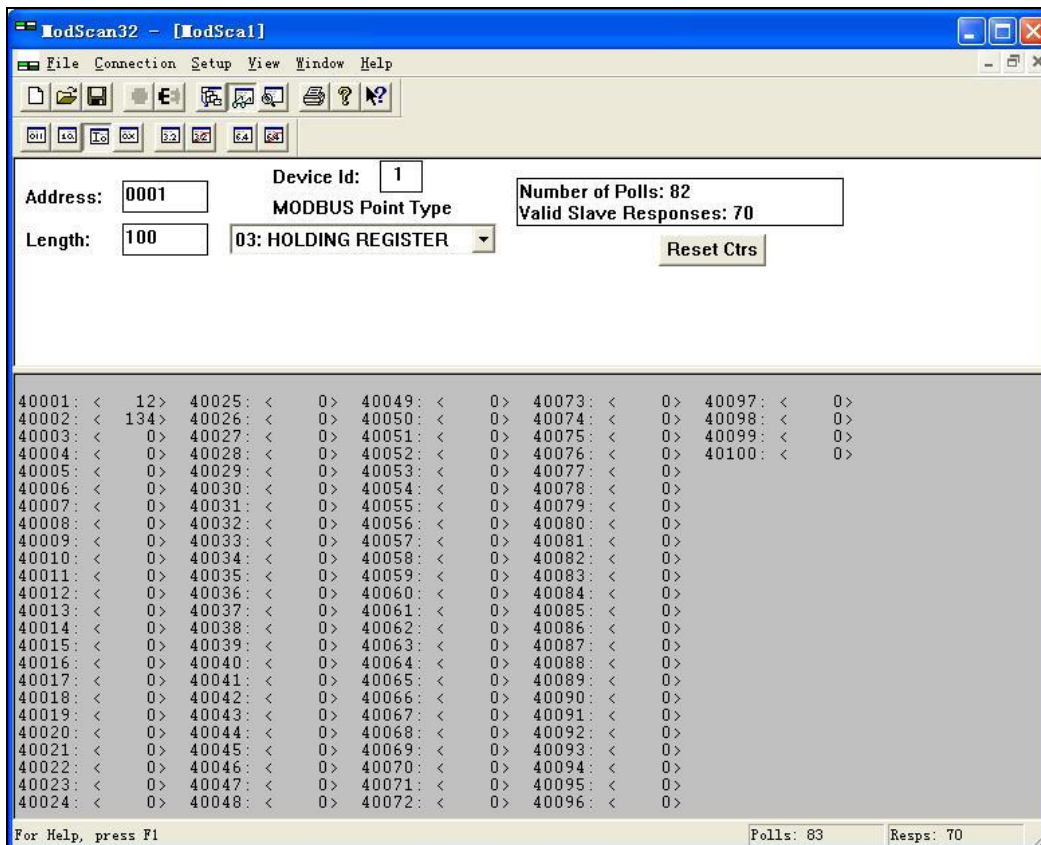 ModScan32 - [ModSca1]
File Connection Setup View Window Help
Address: 0001
Device Id: 1
MODBUS Point Type
Number of Polls: 82
Valid Slave Responses: 70
Length: 100
03: HOLDING REGISTER
Reset Ctrs
40001: < 12> 40025: < 0> 40049: < 0> 40073: < 0> 40097: < 0>
40002: < 134> 40026: < 0> 40050: < 0> 40074: < 0> 40098: < 0>
40003: < 0> 40027: < 0> 40051: < 0> 40075: < 0> 40099: < 0>
40004: < 0> 40028: < 0> 40052: < 0> 40076: < 0> 40100: < 0>
40005: < 0> 40029: < 0> 40053: < 0> 40077: < 0>
40006: < 0> 40030: < 0> 40054: < 0> 40078: < 0>
40007: < 0> 40031: < 0> 40055: < 0> 40079: < 0>
40008: < 0> 40032: < 0> 40056: < 0> 40080: < 0>
40009: < 0> 40033: < 0> 40057: < 0> 40081: < 0>
40010: < 0> 40034: < 0> 40058: < 0> 40082: < 0>
40011: < 0> 40035: < 0> 40059: < 0> 40083: < 0>
40012: < 0> 40036: < 0> 40060: < 0> 40084: < 0>
40013: < 0> 40037: < 0> 40061: < 0> 40085: < 0>
40014: < 0> 40038: < 0> 40062: < 0> 40086: < 0>
40015: < 0> 40039: < 0> 40063: < 0> 40087: < 0>
40016: < 0> 40040: < 0> 40064: < 0> 40088: < 0>
40017: < 0> 40041: < 0> 40065: < 0> 40089: < 0>
40018: < 0> 40042: < 0> 40066: < 0> 40090: < 0>
40019: < 0> 40043: < 0> 40067: < 0> 40091: < 0>
40020: < 0> 40044: < 0> 40068: < 0> 40092: < 0>
40021: < 0> 40045: < 0> 40069: < 0> 40093: < 0>
40022: < 0> 40046: < 0> 40070: < 0> 40094: < 0>
40023: < 0> 40047: < 0> 40071: < 0> 40095: < 0>
40024: < 0> 40048: < 0> 40072: < 0> 40096: < 0>
For Help, press F1
Polls: 83
Resps: 70